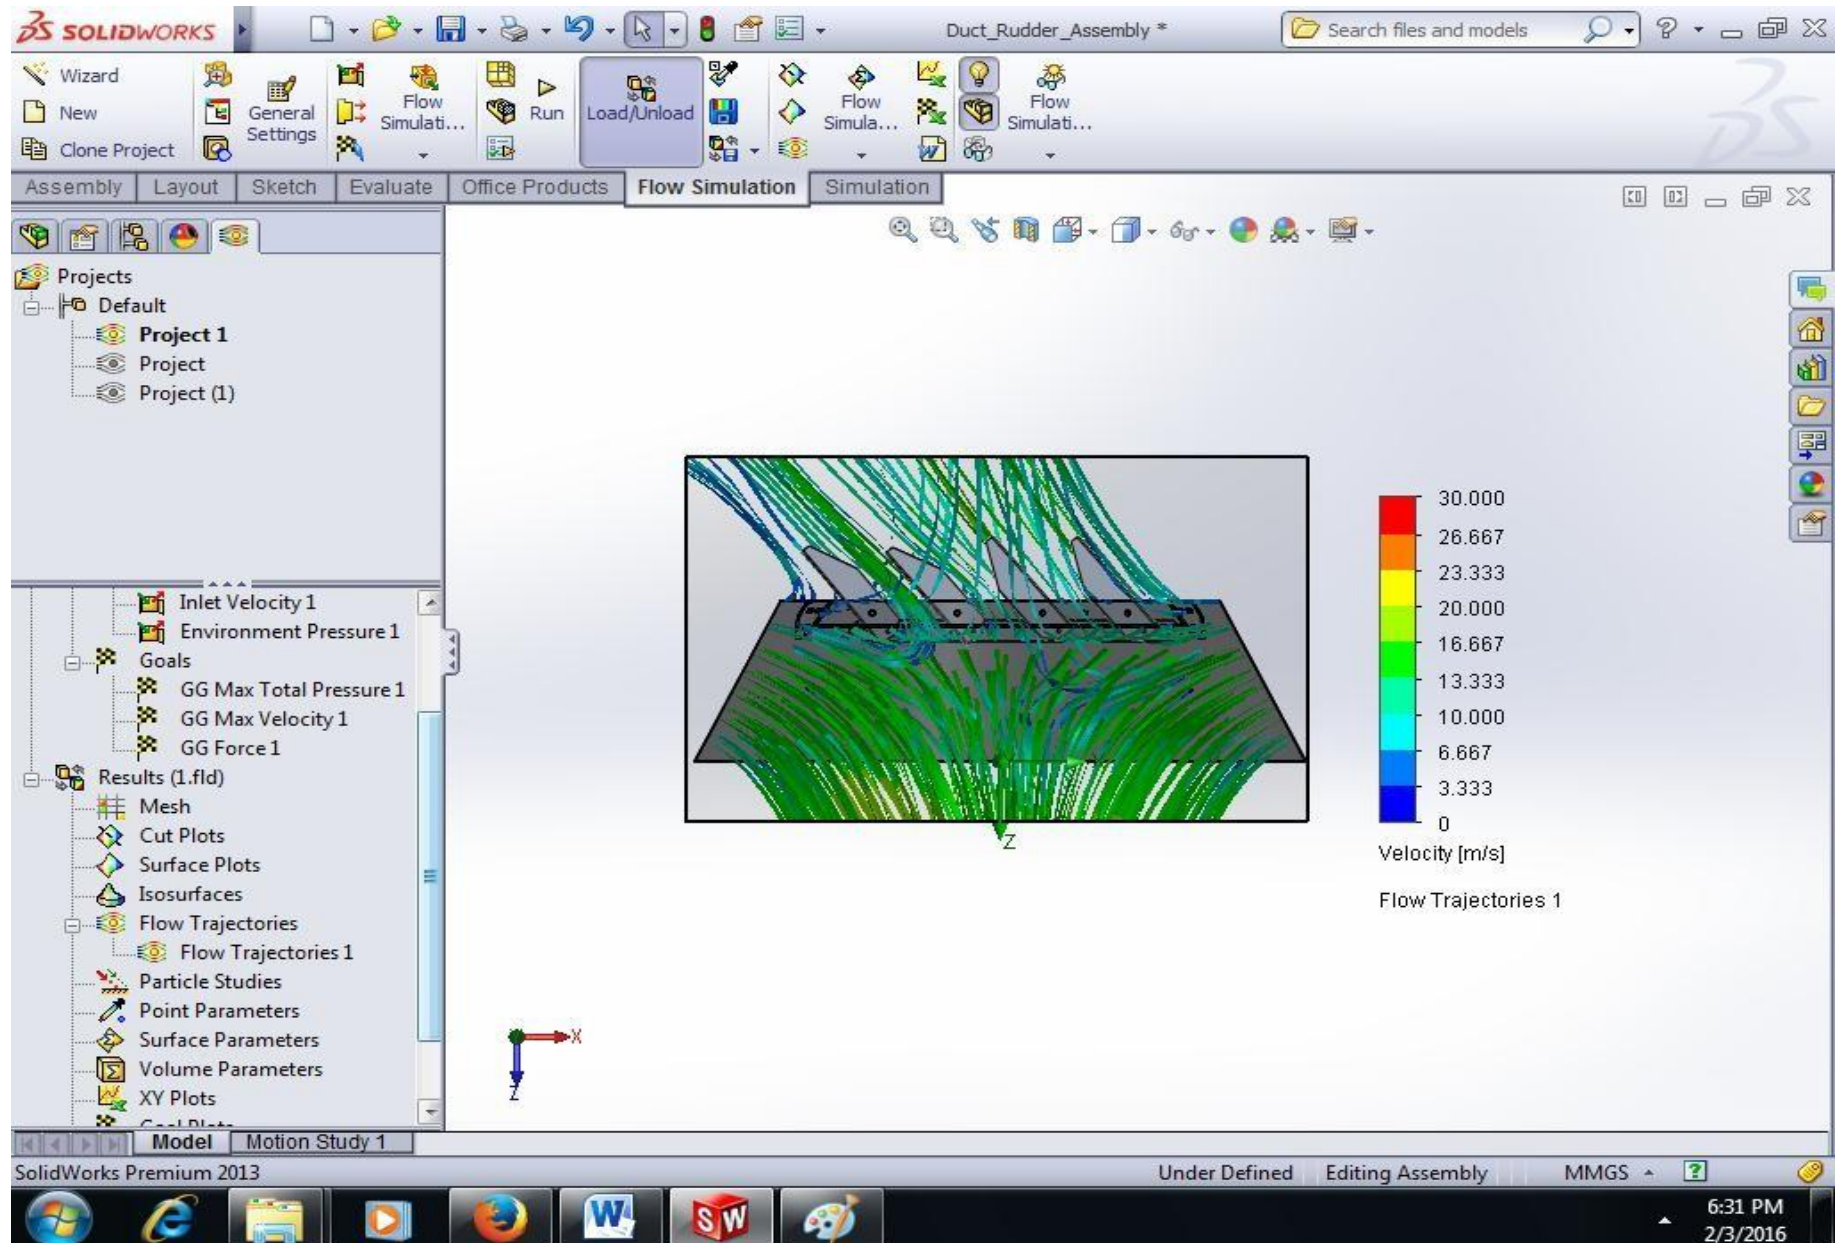 SOLIDWORKS
Duct_Rudder_Assembly *
Search files and models
?
Wizard
New
Clone Project
General Settings
Flow Simulati...
Run
Load/Unload
Flow Simula...
Flow Simulati...
Assembly
Layout
Sketch
Evaluate
Office Products
Flow Simulation
Simulation
Projects
Default
Project 1
Project
Project (1)
Inlet Velocity 1
Environment Pressure 1
Goals
GG Max Total Pressure 1
GG Max Velocity 1
GG Force 1
Results (1.fld)
Mesh
Cut Plots
Surface Plots
Isosurfaces
Flow Trajectories
Flow Trajectories 1
Particle Studies
Point Parameters
Surface Parameters
Volume Parameters
XY Plots
Z
X
Z
30.000
26.667
23.333
20.000
16.667
13.333
10.000
6.667
3.333
0
Velocity [m/s]
Flow Trajectories 1
Model
Motion Study 1
SolidWorks Premium 2013
Under Defined
Editing Assembly
MMGS
?
W
SW
6:31 PM
2/3/2016